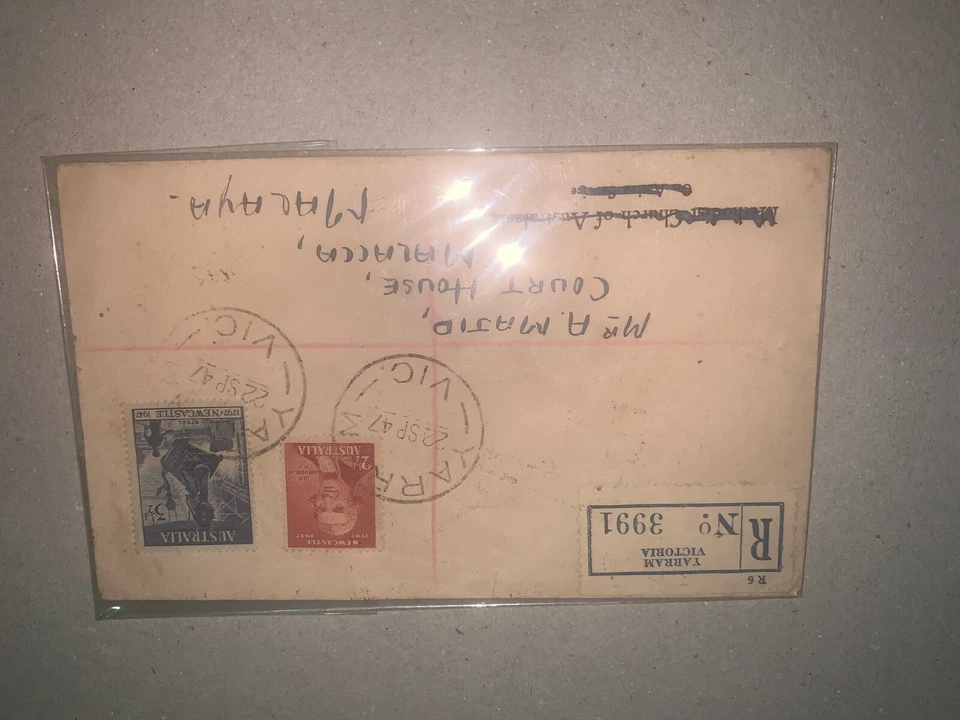 R 6
YARRAM
VICTORIA
R No 3991
NEWCASTLE
1797 1947
2½d
AUSTRALIA
AUSTRALIA
3½d
STEEL
1797·NEWCASTLE 1947
YARRAM
22 SP 47
VIC.
YARRAM
22 SP 47
VIC.
MR A. MAJID,
COURT HOUSE,
MALACCA,
MALAYA.
Methodist Church of Australasia